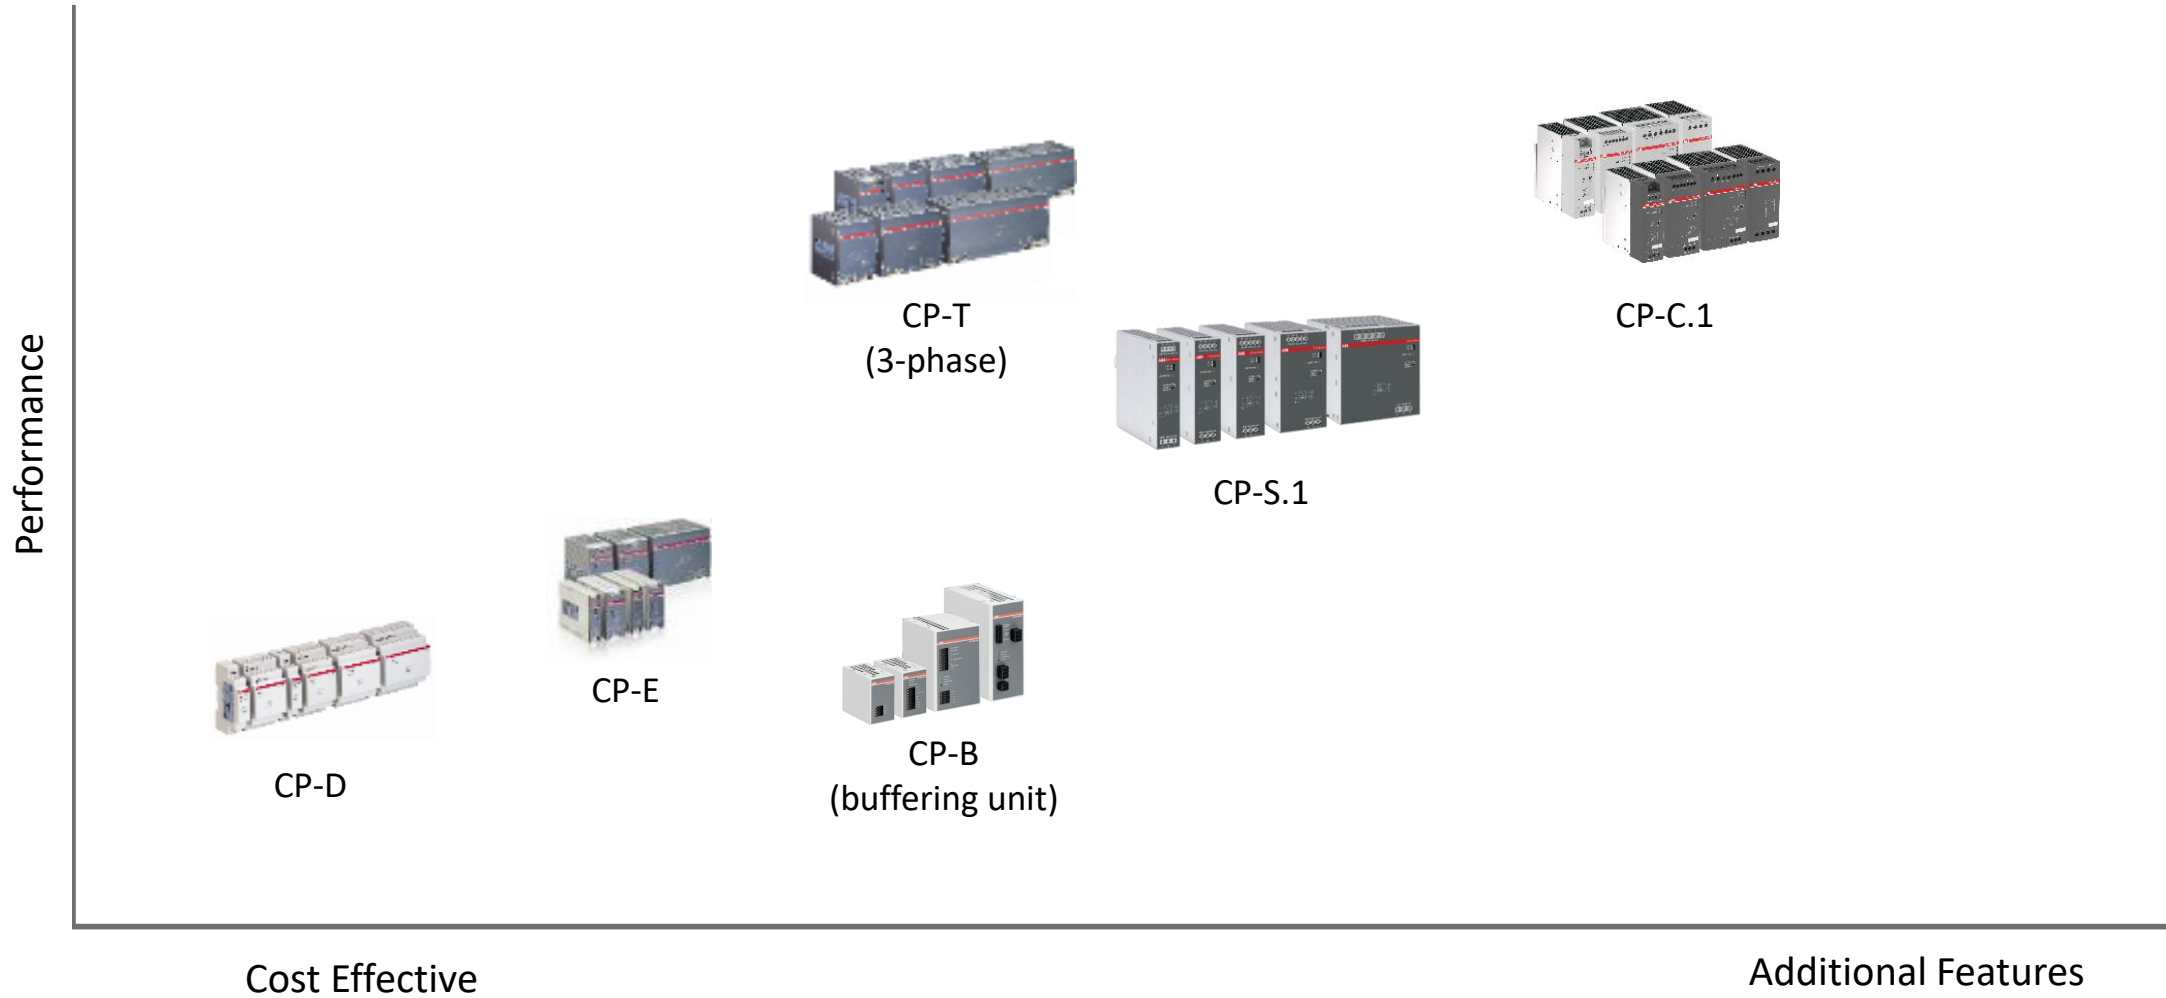 Performance
CP-T
(3-phase)
CP-C.1
CP-S.1
CP-E
CP-B
(buffering unit)
CP-D
Cost Effective
Additional Features